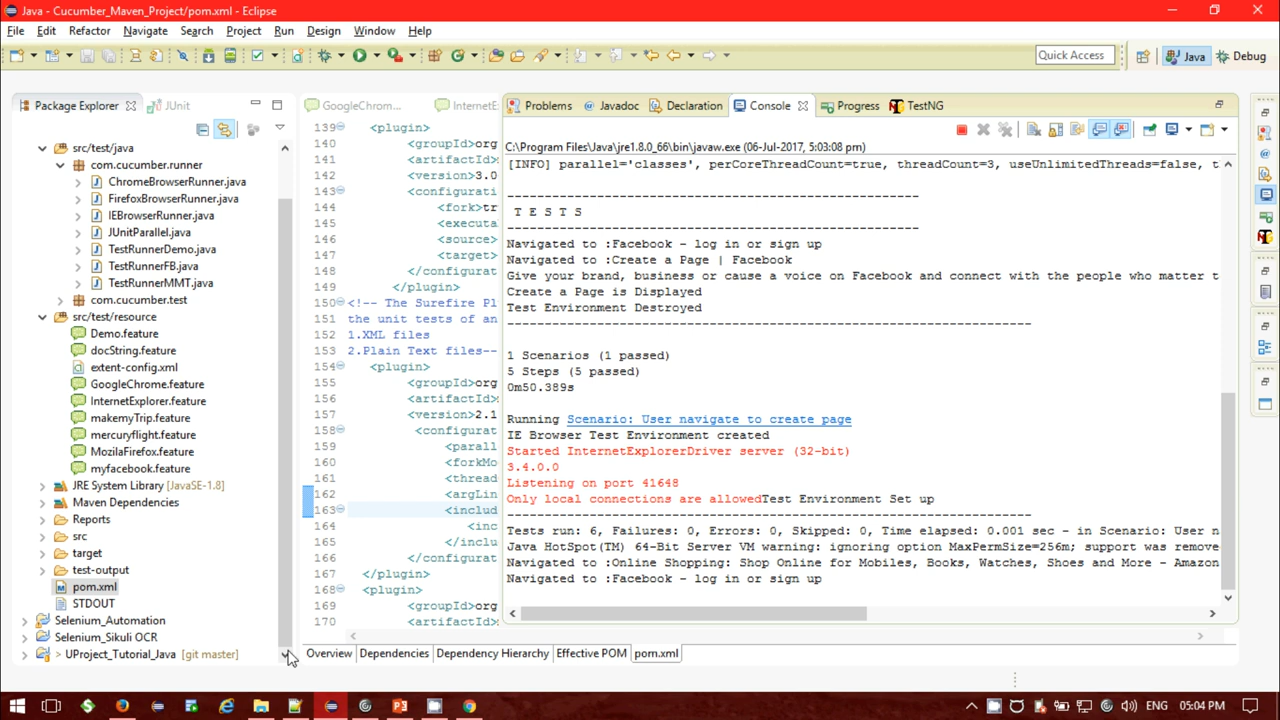 Java - Cucumber_Maven_Project/pom.xml - Eclipse
File Edit Refactor Navigate Search Project Run Design Window Help
Quick Access Java Debug
Package Explorer JUnit
GoogleChrom... InternetE
Problems @ Javadoc Declaration Console Progress TestNG
C:\Program Files\Java\jre1.8.0_66\bin\javaw.exe (06-Jul-2017, 5:03:08 pm)
src/test/java
com.cucumber.runner
ChromeBrowserRunner.java
FirefoxBrowserRunner.java
IEBrowserRunner.java
JUnitParallel.java
TestRunnerDemo.java
TestRunnerFB.java
TestRunnerMMT.java
com.cucumber.test
src/test/resource
Demo.feature
docString.feature
extent-config.xml
GoogleChrome.feature
InternetExplorer.feature
makemyTrip.feature
mercuryflight.feature
MozilaFirefox.feature
myfacebook.feature
JRE System Library [JavaSE-1.8]
Maven Dependencies
Reports
src
target
test-output
pom.xml
STDOUT
Selenium_Automation
Selenium_Sikuli OCR
> UProject_Tutorial_Java [git master]
139 <plugin>
140 <groupId>org
141 <artifactId>
142 <version>3.0
143 <configurati
144 <fork>tr
145 <executa
146 <source>
147 <target>
148 </configurat
149 </plugin>
150 <!-- The Surefire Pl
151 the unit tests of an
152 1.XML files
153 2.Plain Text files--
154 <plugin>
155 <groupId>org
156 <artifactId>
157 <version>2.1
158 <configurat
159 <parall
160 <forkMo
161 <thread
162 <argLin
163 <includ
164 <inc
165 </inclu
166 </configurat
167 </plugin>
168 <plugin>
169 <groupId>org
170 <artifactId>
[INFO] parallel='classes', perCoreThreadCount=true, threadCount=3, useUnlimitedThreads=false, t
-------------------------------------------------------
T E S T S
-------------------------------------------------------
Navigated to :Facebook - log in or sign up
Navigated to :Create a Page | Facebook
Give your brand, business or cause a voice on Facebook and connect with the people who matter t
Create a Page is Displayed
Test Environment Destroyed
----------------------------------------------------------------------
1 Scenarios (1 passed)
5 Steps (5 passed)
0m50.389s
Running Scenario: User navigate to create page
IE Browser Test Environment created
Started InternetExplorerDriver server (32-bit)
3.4.0.0
Listening on port 41648
Only local connections are allowedTest Environment Set up
----------------------------------------------------------------------
Tests run: 6, Failures: 0, Errors: 0, Skipped: 0, Time elapsed: 0.001 sec - in Scenario: User n
Java HotSpot(TM) 64-Bit Server VM warning: ignoring option MaxPermSize=256m; support was remove
Navigated to :Online Shopping: Shop Online for Mobiles, Books, Watches, Shoes and More - Amazon
Navigated to :Facebook - log in or sign up
Overview Dependencies Dependency Hierarchy Effective POM pom.xml
ENG 05:04 PM